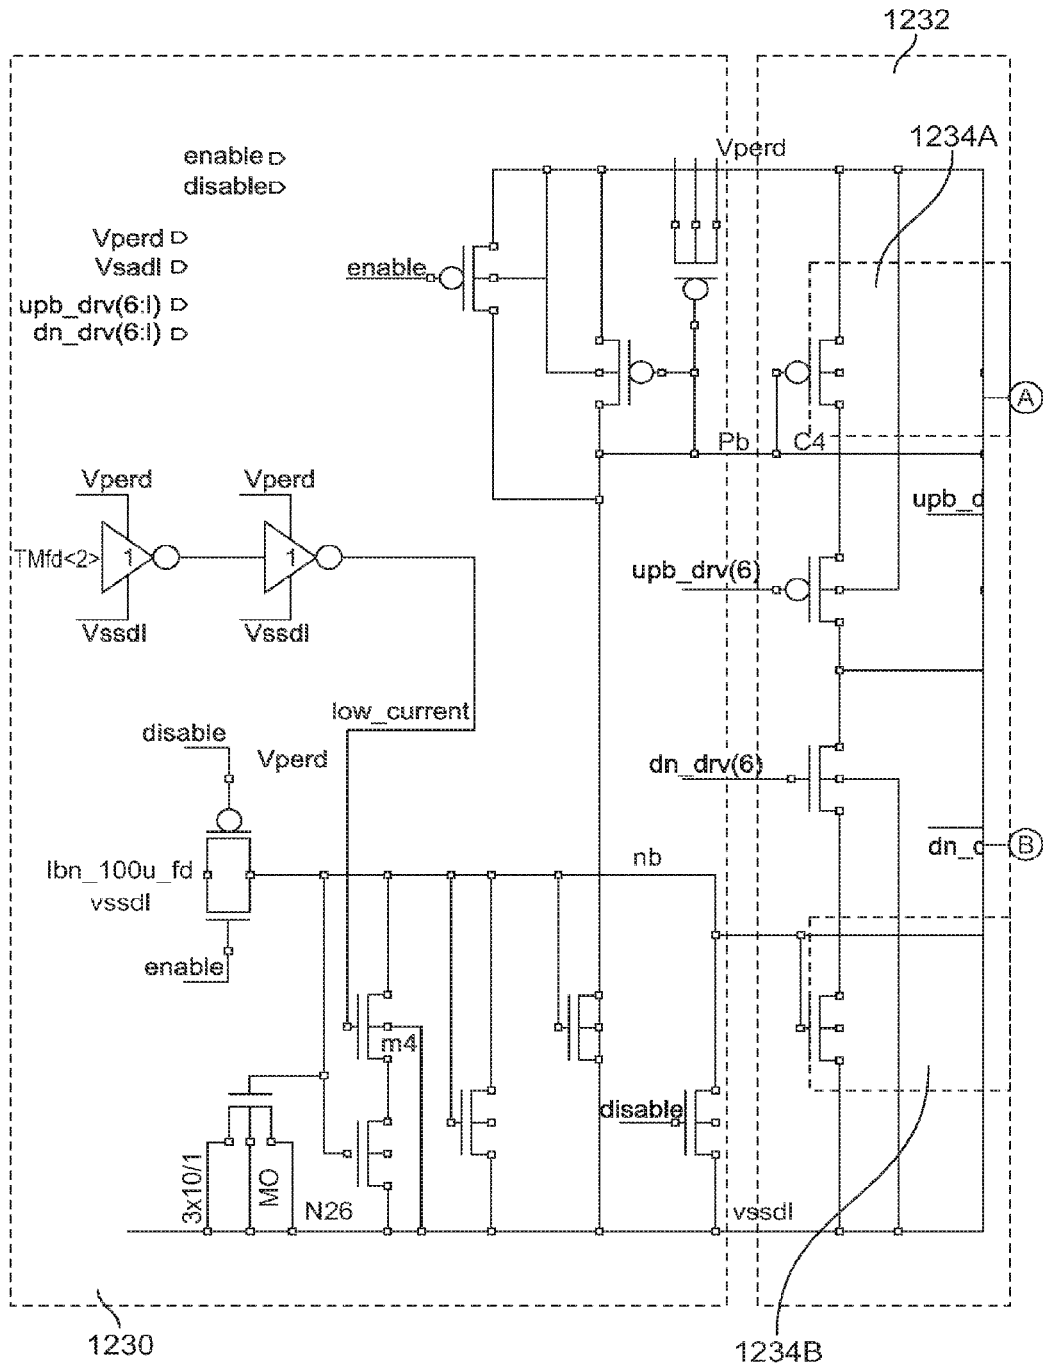 1232
1234A
Vperd
enable
disable
Vperd
Vsadl
upb_drv(6:l)
dn_drv(6:l)
enable
A
Pb
C4
upb_d
Vperd
Vperd
TMfd<2>
1
1
Vssdl
Vssdl
upb_drv(6)
low_current
disable
Vperd
dn_drv(6)
dn_d
B
Ibn_100u_fd
vssdl
nb
enable
m4
disable
3x10/1
MO
N26
vssdl
1230
1234B